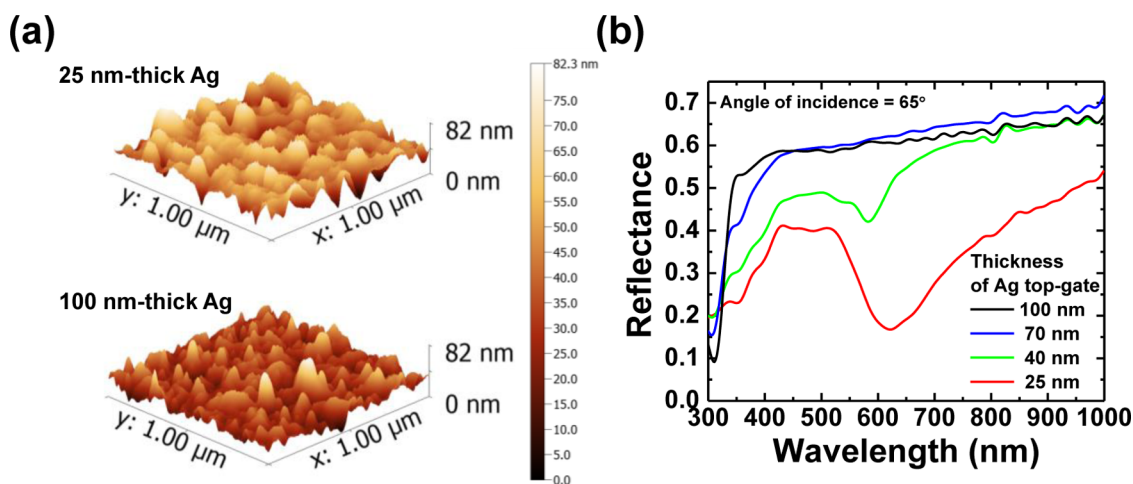 (a)
25 nm-thick Ag
82 nm
0 nm
y: 1.00 µm
x: 1.00 µm
100 nm-thick Ag
82 nm
0 nm
y: 1.00 µm
x: 1.00 µm
82.3 nm
75.0
70.0
65.0
60.0
55.0
50.0
45.0
40.0
35.0
30.0
25.0
20.0
15.0
10.0
5.0
0.0
(b)
Angle of incidence = 65°
Reflectance
0.7
0.6
0.5
0.4
0.3
0.2
0.1
0.0
Thickness
of Ag top-gate
100 nm
70 nm
40 nm
25 nm
300 400 500 600 700 800 900 1000
Wavelength (nm)